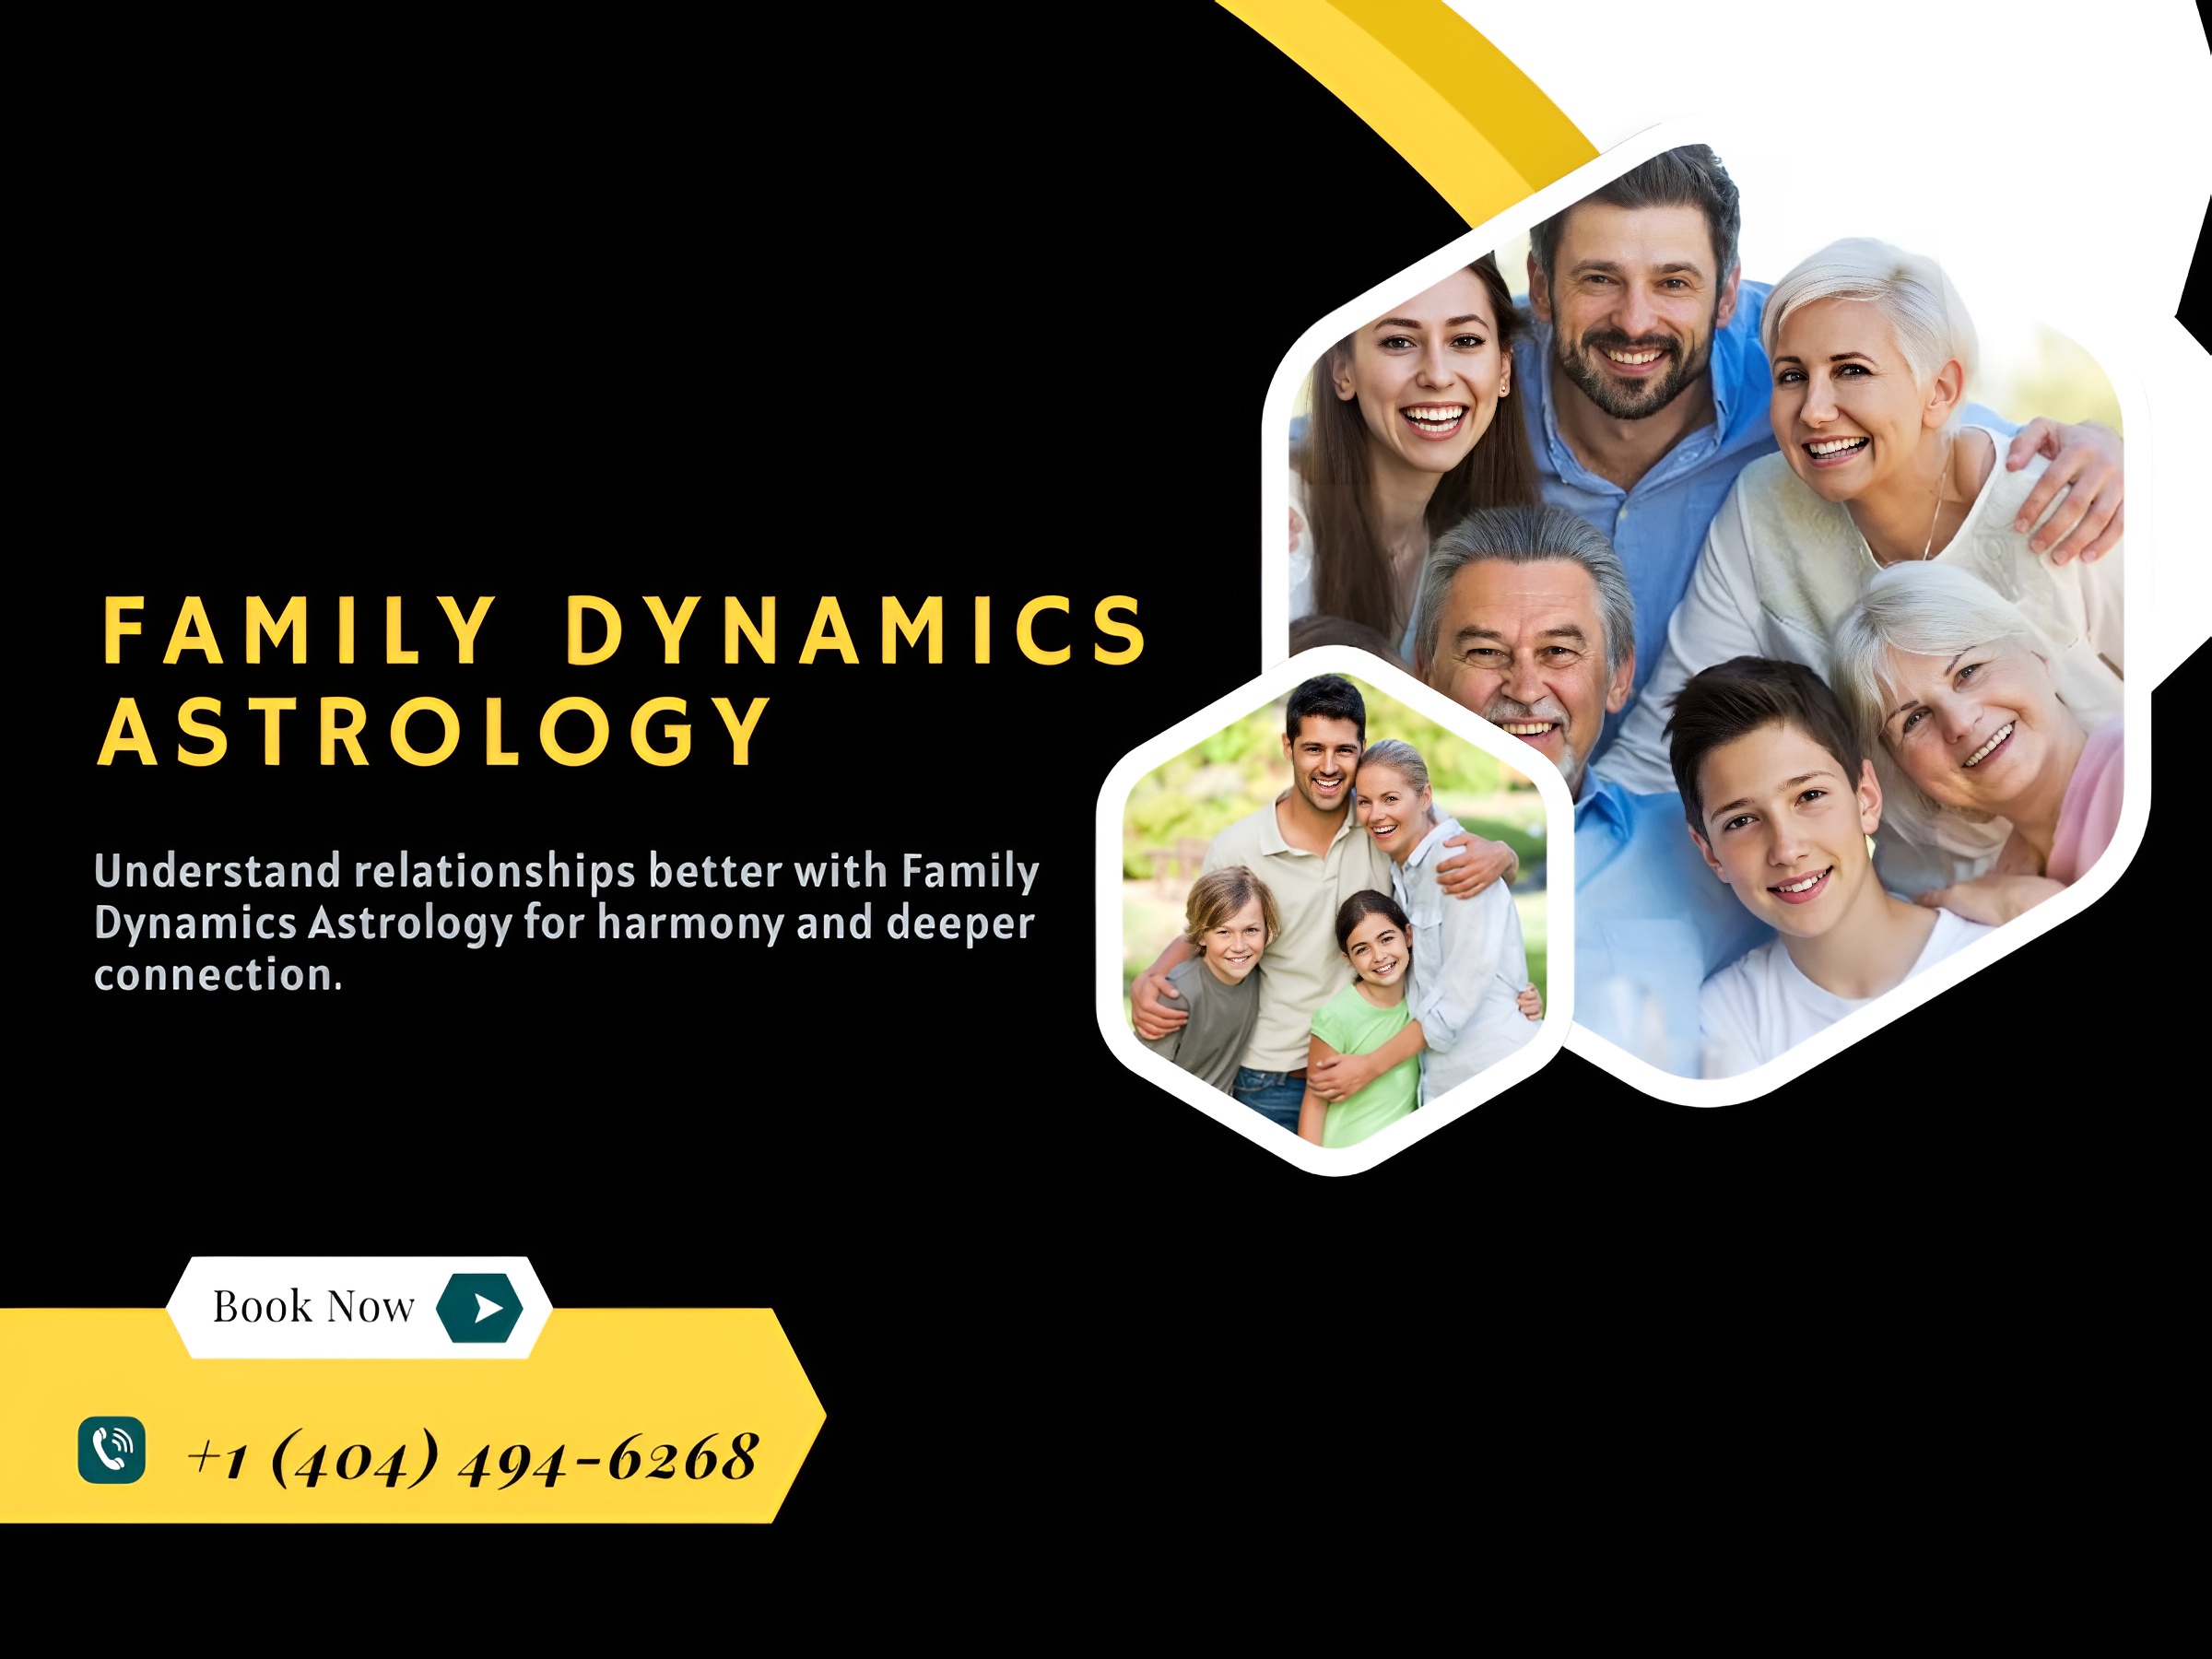 FAMILY DYNAMICS
ASTROLOGY
Understand relationships better with Family
Dynamics Astrology for harmony and deeper
connection.
Book Now
+1 (404) 494-6268